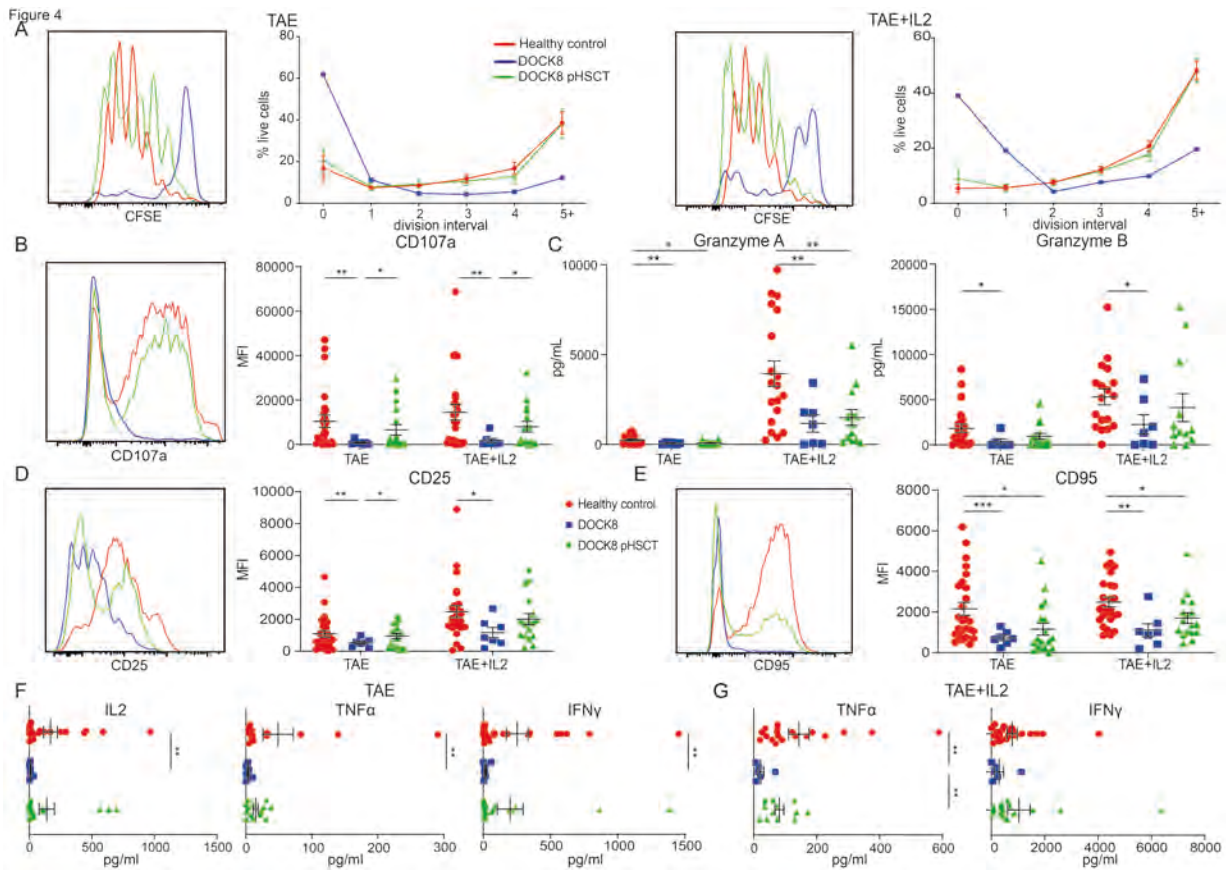 Figure 4
A
TAE
TAE+IL2
80
60
40
20
0
% live cells
Healthy control
DOCK8
DOCK8 pHSCT
60
40
20
0
% live cells
CFSE
0 1 2 3 4 5+
division interval
CFSE
0 1 2 3 4 5+
division interval
B
CD107a
C
Granzyme A
Granzyme B
80000
60000
40000
20000
0
MFI
** * ** *
CD107a
TAE TAE+IL2
10000
5000
0
pg/mL
* ** ** **
TAE TAE+IL2
20000
15000
10000
5000
0
pg/mL
* *
TAE TAE+IL2
D
CD25
E
CD95
10000
8000
6000
4000
2000
0
MFI
** * *
CD25
TAE TAE+IL2
Healthy control
DOCK8
DOCK8 pHSCT
CD95
8000
6000
4000
2000
0
MFI
* *** * **
TAE TAE+IL2
F
TAE
G
TAE+IL2
IL2
TNFα
IFNγ
TNFα
IFNγ
** ** ** ** **
0 500 1000 1500
pg/ml
0 100 200 300
pg/ml
0 500 1000 1500
pg/ml
0 200 400 600
pg/ml
0 2000 4000 6000 8000
pg/ml